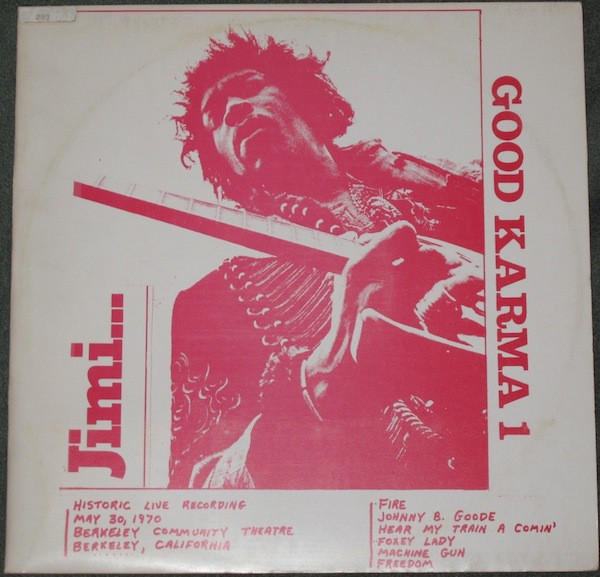 GOOD KARMA 1
Jimi...
HISTORIC LIVE RECORDING
MAY 30, 1970
BERKELEY COMMUNITY THEATRE
BERKELEY, CALIFORNIA
FIRE
JOHNNY B. GOODE
HEAR MY TRAIN A COMIN'
FOXEY LADY
MACHINE GUN
FREEDOM